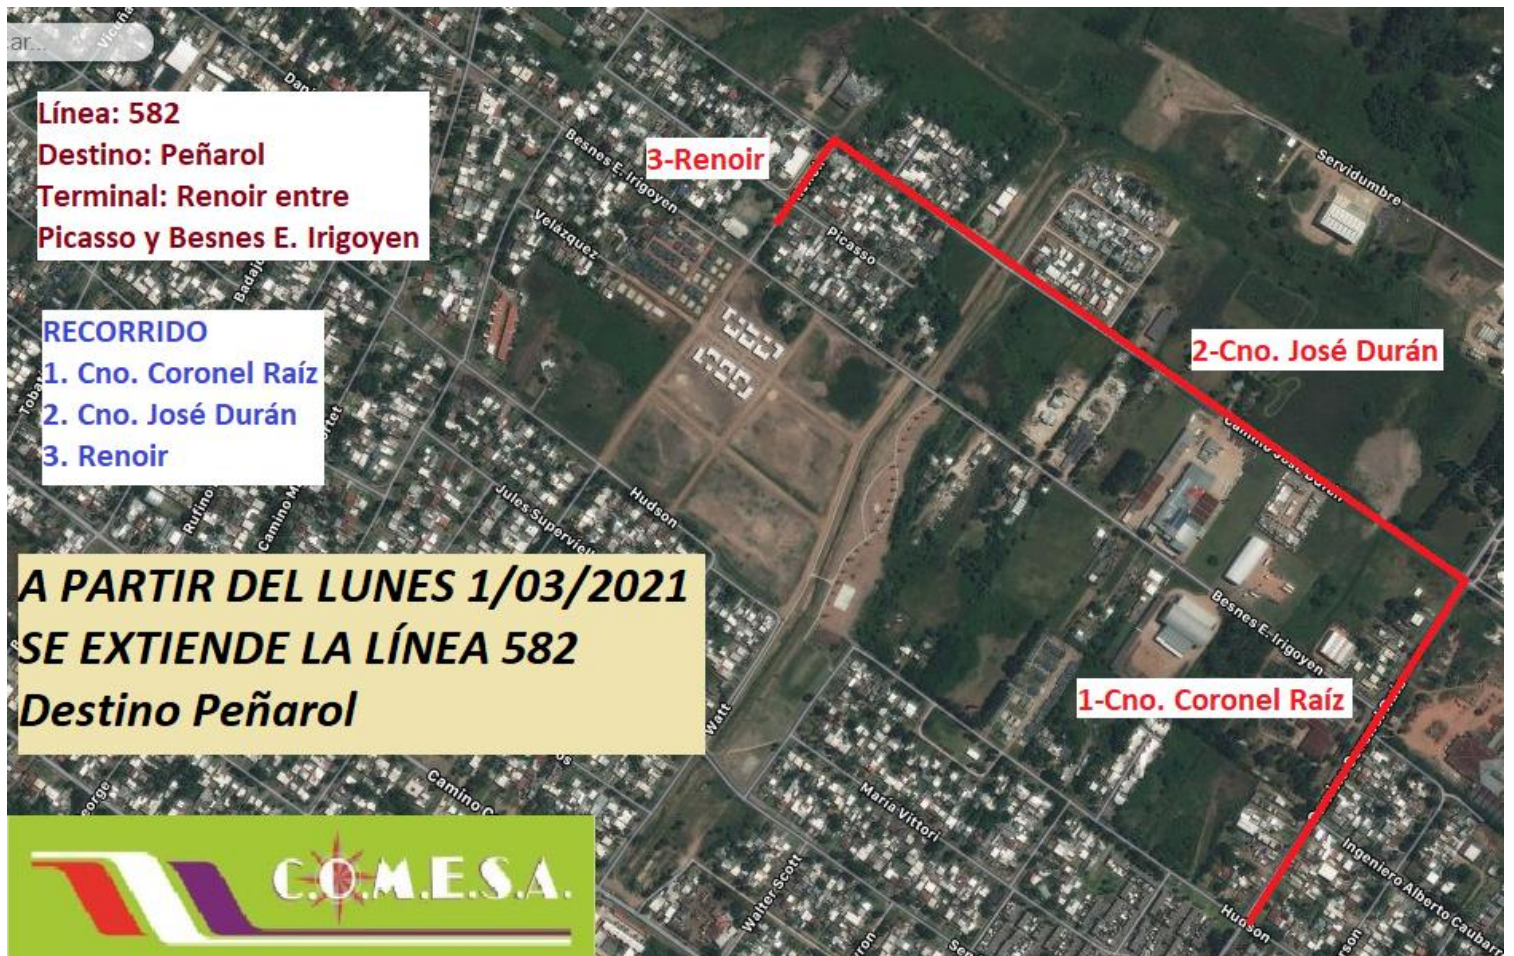 ar...
Línea: 582
Destino: Peñarol
Terminal: Renoir entre
Picasso y Besnes E. Irigoyen
RECORRIDO
1. Cno. Coronel Raíz
2. Cno. José Durán
3. Renoir
3-Renoir
Besnes E. Irigoyen
Servidumbre
Velázquez
Picasso
2-Cno. José Durán
Camino José Durán
Hudson
Jules Supervielle
Rufino
Camino M
A PARTIR DEL LUNES 1/03/2021
SE EXTIENDE LA LÍNEA 582
Destino Peñarol
Besnes E. Irigoyen
1-Cno. Coronel Raíz
Watt
Camino C
María Vittori
Ingeniero Alberto Caubarr
Walter Scott
Hudson
C.O.M.E.S.A.